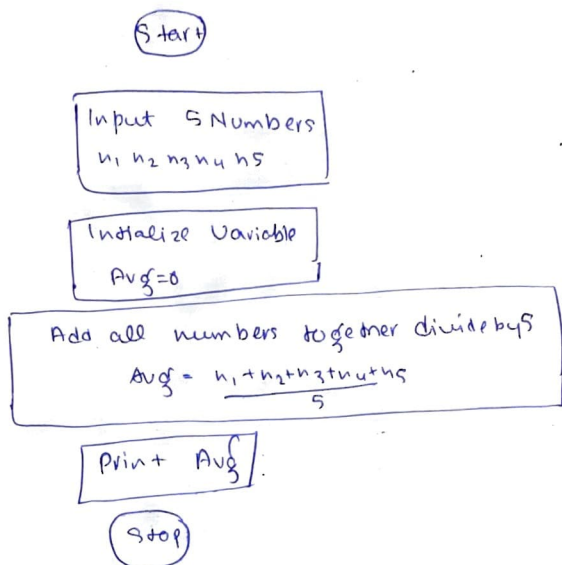 Start
Input 5 Numbers
n1 n2 n3 n4 n5
Initialize Variable
Avg=0
Add all numbers together divide by 5
Avg = n1+n2+n3+n4+n5
5
Print Avg
Stop